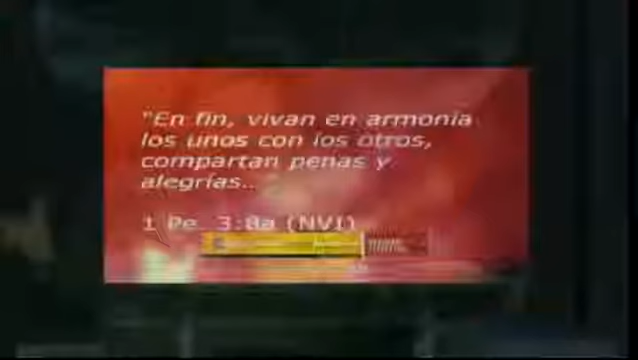 "En fin, vivan en armonía
los unos con los otros,
compartan penas y
alegrías..
1 Pe 3:8a (NVI)